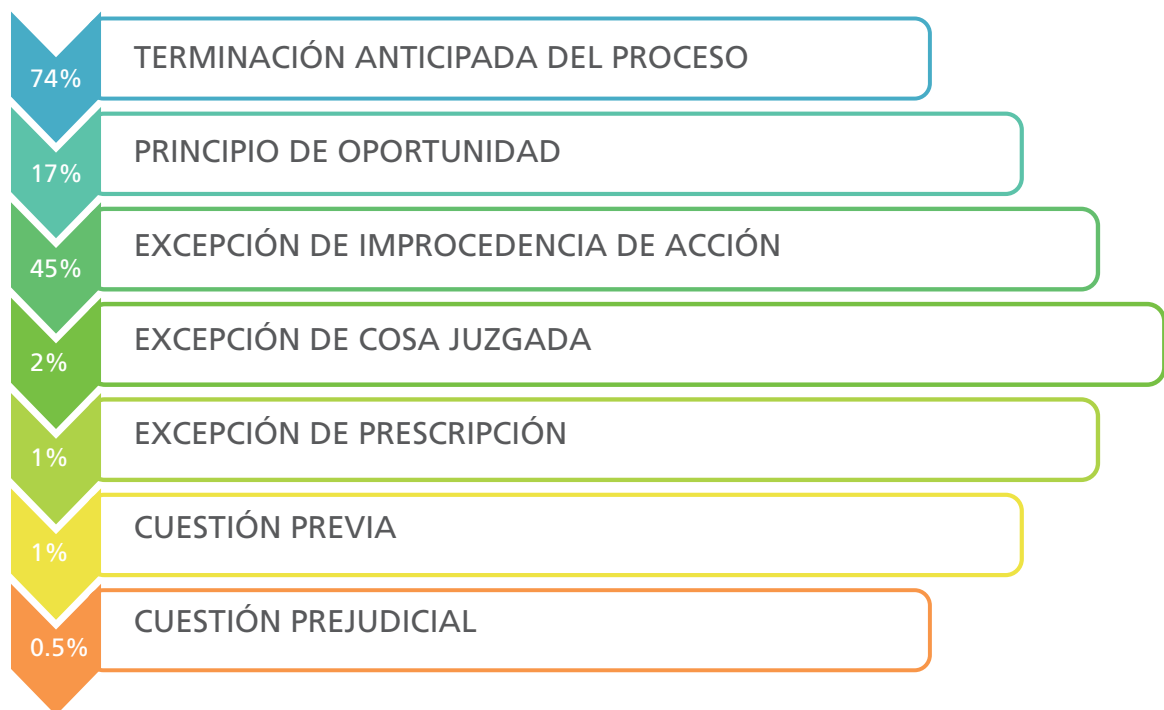 74%
TERMINACIÓN ANTICIPADA DEL PROCESO
17%
PRINCIPIO DE OPORTUNIDAD
45%
EXCEPCIÓN DE IMPROCEDENCIA DE ACCIÓN
2%
EXCEPCIÓN DE COSA JUZGADA
1%
EXCEPCIÓN DE PRESCRIPCIÓN
1%
CUESTIÓN PREVIA
0.5%
CUESTIÓN PREJUDICIAL